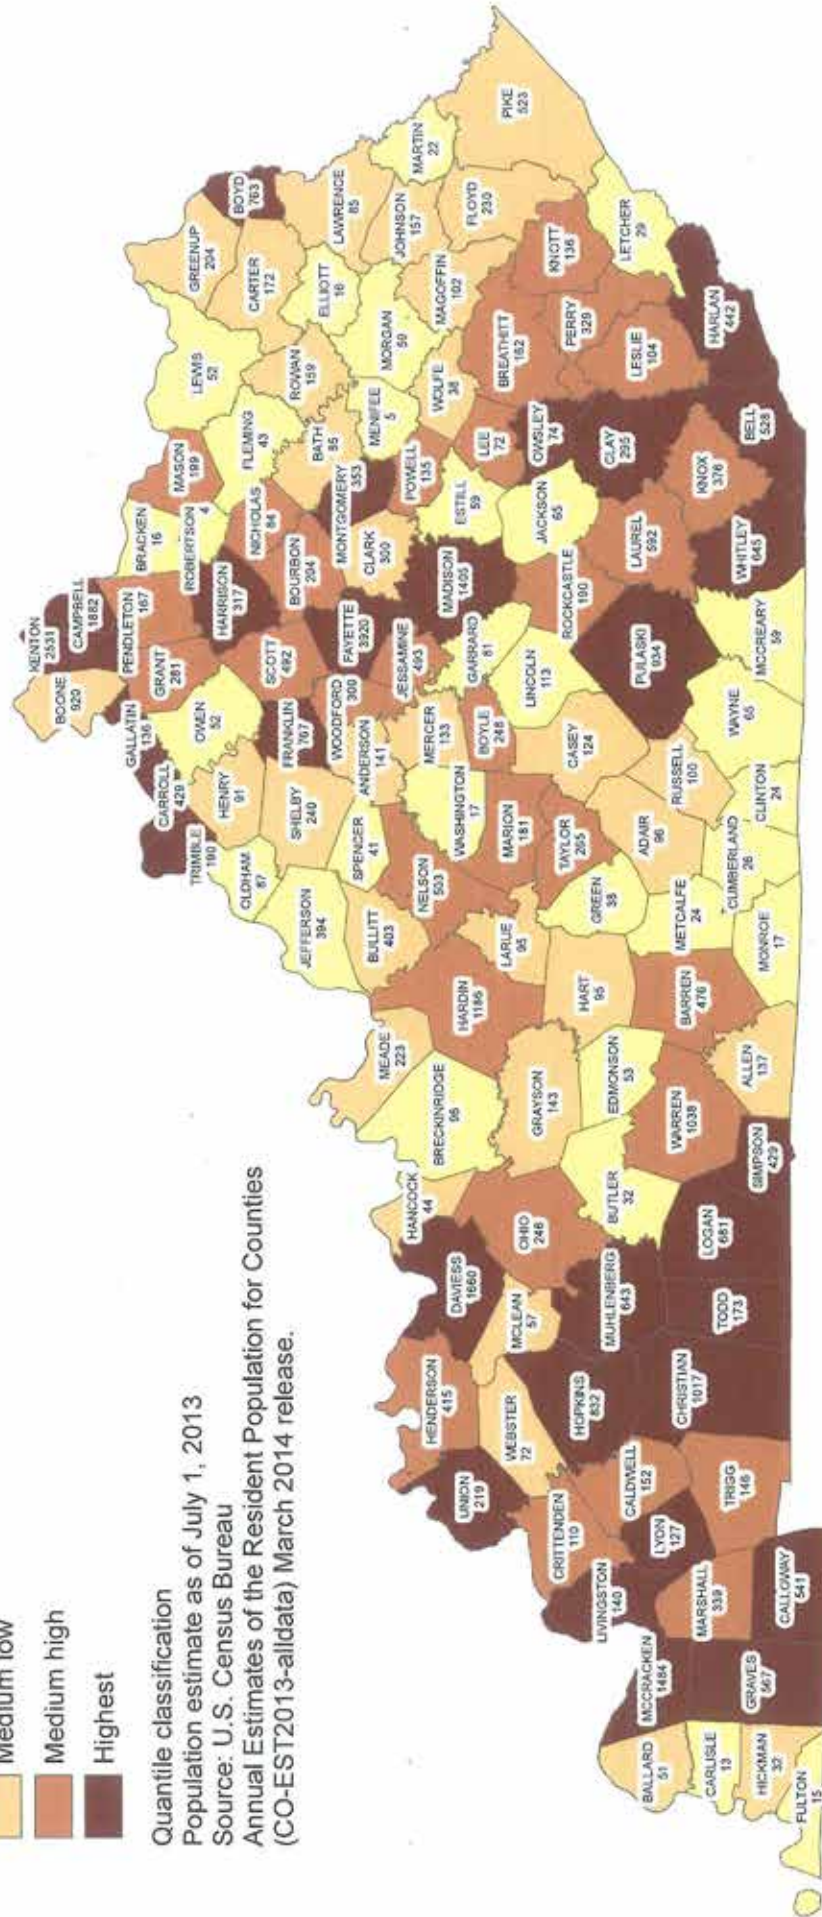 Medium low
Medium high
Highest
Quantile classification
Population estimate as of July 1, 2013
Source: U.S. Census Bureau
Annual Estimates of the Resident Population for Counties
(CO-EST2013-alldata) March 2014 release.
KENTON
2531
BOONE
920
CAMPBELL
1882
GALLATIN
136
PENDLETON
167
BRACKEN
16
GRANT
281
ROBERTSON
4
MASON
199
LEWIS
52
GREENUP
204
CARROLL
429
TRIMBLE
190
OWEN
52
HARRISON
317
NICHOLAS
84
FLEMING
43
CARTER
172
BOYD
763
OLDHAM
87
HENRY
91
FRANKLIN
767
SCOTT
492
BOURBON
204
BATH
55
ROWAN
159
ELLIOTT
16
LAWRENCE
85
JEFFERSON
394
SHELBY
240
SPENCER
41
ANDERSON
141
WOODFORD
300
FAYETTE
3920
CLARK
300
MONTGOMERY
353
MENIFEE
5
MORGAN
59
JOHNSON
157
MARTIN
22
MEADE
223
BULLITT
403
NELSON
503
WASHINGTON
17
MERCER
133
JESSAMINE
493
MADISON
1405
ESTILL
59
POWELL
135
WOLFE
38
MAGOFFIN
102
FLOYD
230
PIKE
523
HANCOCK
44
BRECKINRIDGE
95
HARDIN
1186
LARUE
95
MARION
181
BOYLE
248
GARRARD
81
LINCOLN
113
ROCKCASTLE
190
JACKSON
65
LEE
72
OWSLEY
74
BREATHITT
162
KNOTT
136
HENDERSON
415
DAVIESS
1660
OHIO
246
GRAYSON
143
HART
95
GREEN
38
TAYLOR
265
CASEY
124
PULASKI
934
LAUREL
592
CLAY
295
PERRY
329
LESLIE
104
LETCHER
29
UNION
219
WEBSTER
72
MCLEAN
57
MUHLENBERG
643
BUTLER
32
EDMONSON
53
BARREN
476
METCALFE
24
ADAIR
96
RUSSELL
100
WAYNE
65
MCCREARY
59
WHITLEY
645
KNOX
376
BELL
528
HARLAN
442
CRITTENDEN
110
HOPKINS
832
WARREN
1038
ALLEN
137
MONROE
17
CUMBERLAND
26
CLINTON
24
LIVINGSTON
140
CALDWELL
152
LYON
127
CHRISTIAN
1017
TODD
173
LOGAN
681
SIMPSON
429
TRIGG
146
MCCRACKEN
1484
MARSHALL
339
CALLOWAY
541
GRAVES
567
BALLARD
51
CARLISLE
13
HICKMAN
32
FULTON
15